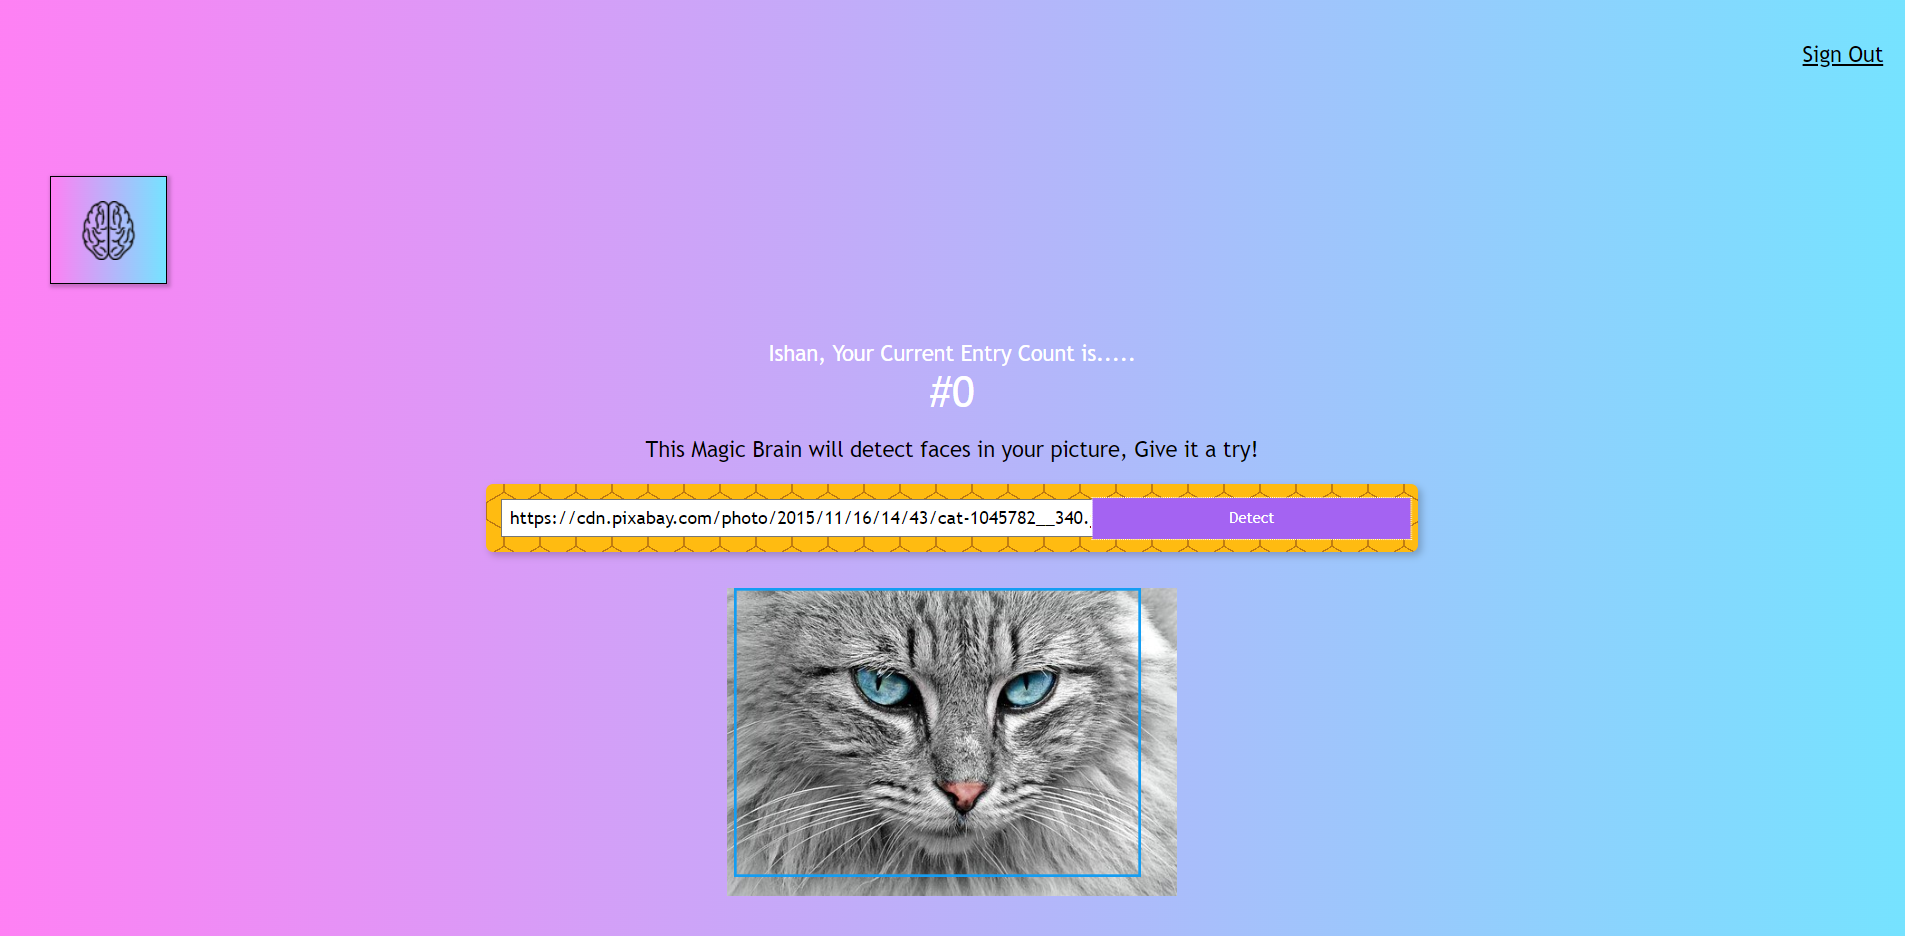 Sign Out
Ishan, Your Current Entry Count is.....
#0
This Magic Brain will detect faces in your picture, Give it a try!
https://cdn.pixabay.com/photo/2015/11/16/14/43/cat-1045782__340.
Detect